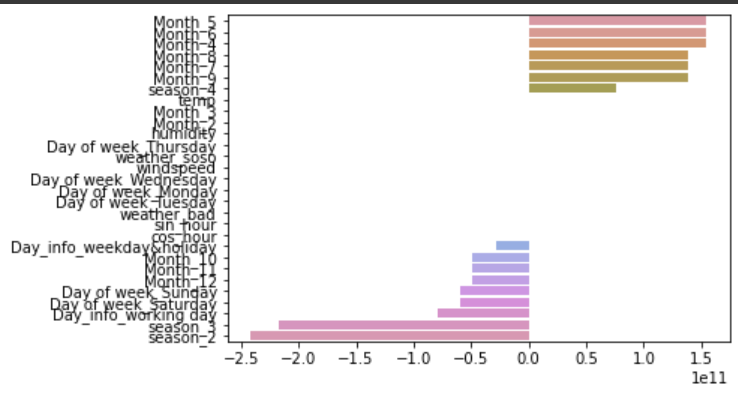 Month_5
Month_6
Month_4
Month_8
Month_7
Month_9
season_4
temp
Month_3
Month_2
humidity
Day of week_Thursday
weather_soso
windspeed
Day of week_Wednesday
Day of week_Monday
Day of week_Tuesday
weather_bad
sin_hour
cos_hour
Day_info_weekday&holiday
Month_10
Month_11
Month_12
Day of week_Sunday
Day of week_Saturday
Day_info_working day
season_3
season_2
−2.5 −2.0 −1.5 −1.0 −0.5 0.0 0.5 1.0 1.5
1e11